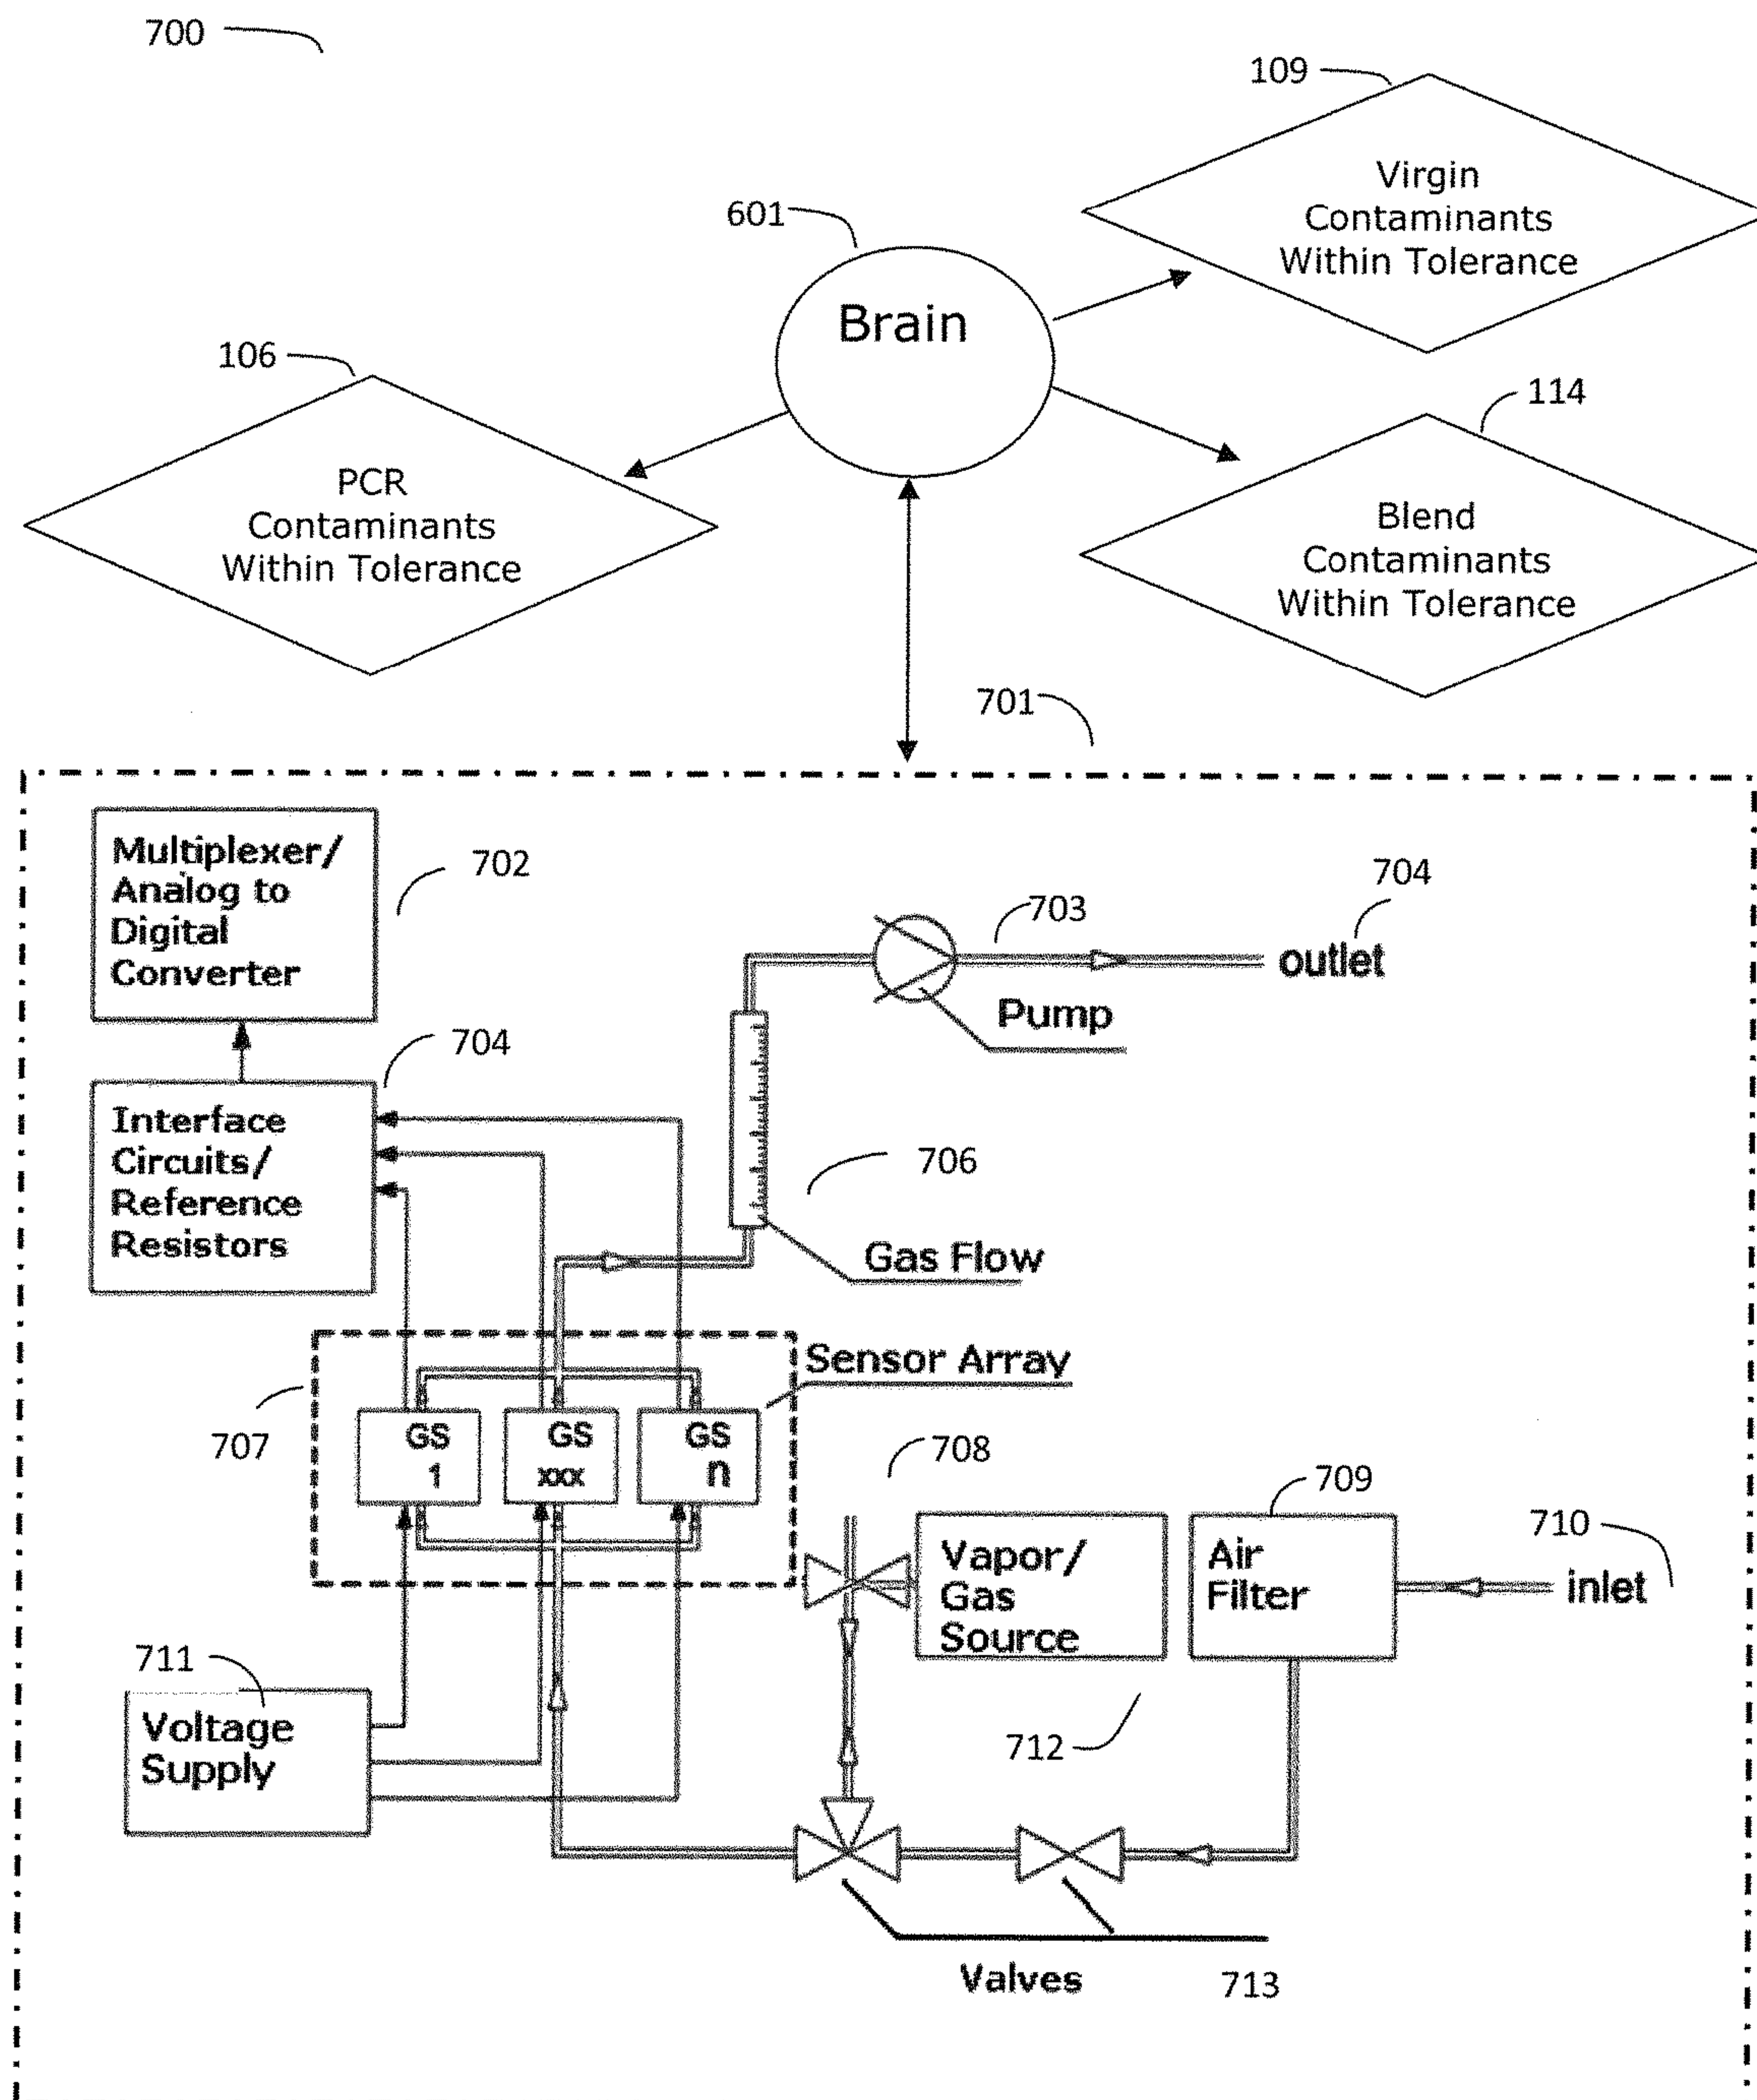 700
109
Virgin
Contaminants
Within Tolerance
601
Brain
106
PCR
Contaminants
Within Tolerance
114
Blend
Contaminants
Within Tolerance
701
Multiplexer/
Analog to
Digital
Converter
702
703
704
outlet
Pump
704
Interface
Circuits/
Reference
Resistors
706
Gas Flow
Sensor Array
707
GS
1
GS
xxx
GS
n
708
Vapor/
Gas
Source
709
Air
Filter
710
inlet
711
Voltage
Supply
712
Valves
713